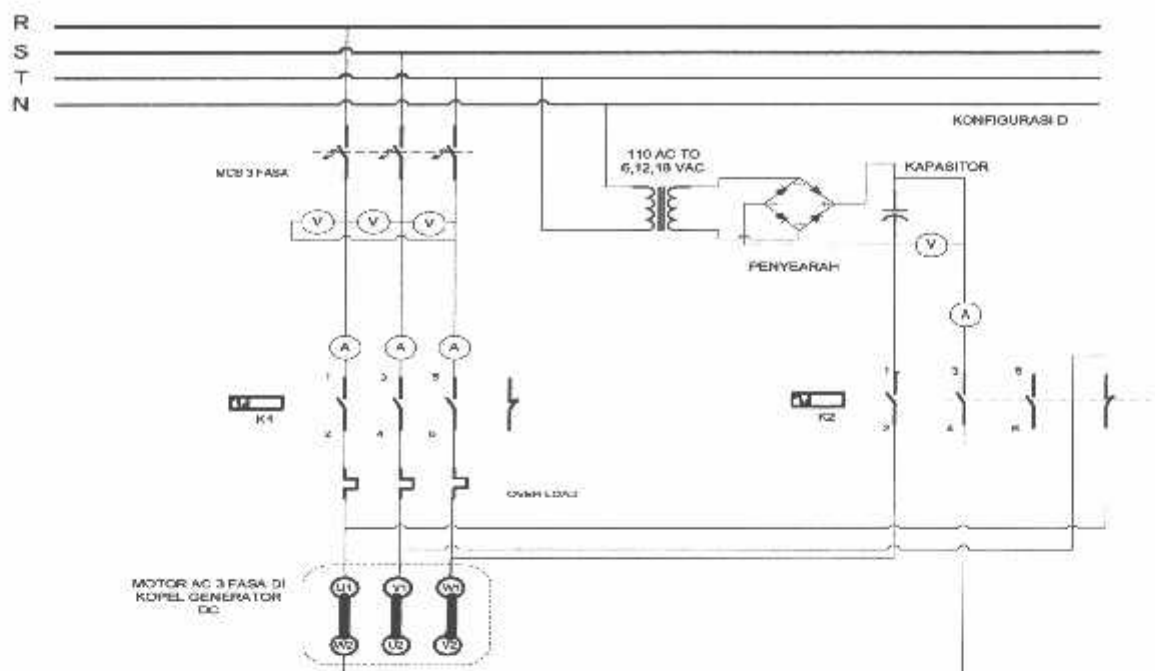 R
S
T
N
KONFIGURASI D
MCB 3 FASA
110 AC TO
6,12,18 VAC
KAPASITOR
V V V
V
PENYEARAH
A
A A A
1 3 5
1 3 5
K1
K2
2 4 6
2 4 6
OVER LOAD
MOTOR AC 3 FASA DI
KOPEL GENERATOR
DC
U1 V1 W1
W2 U2 V2